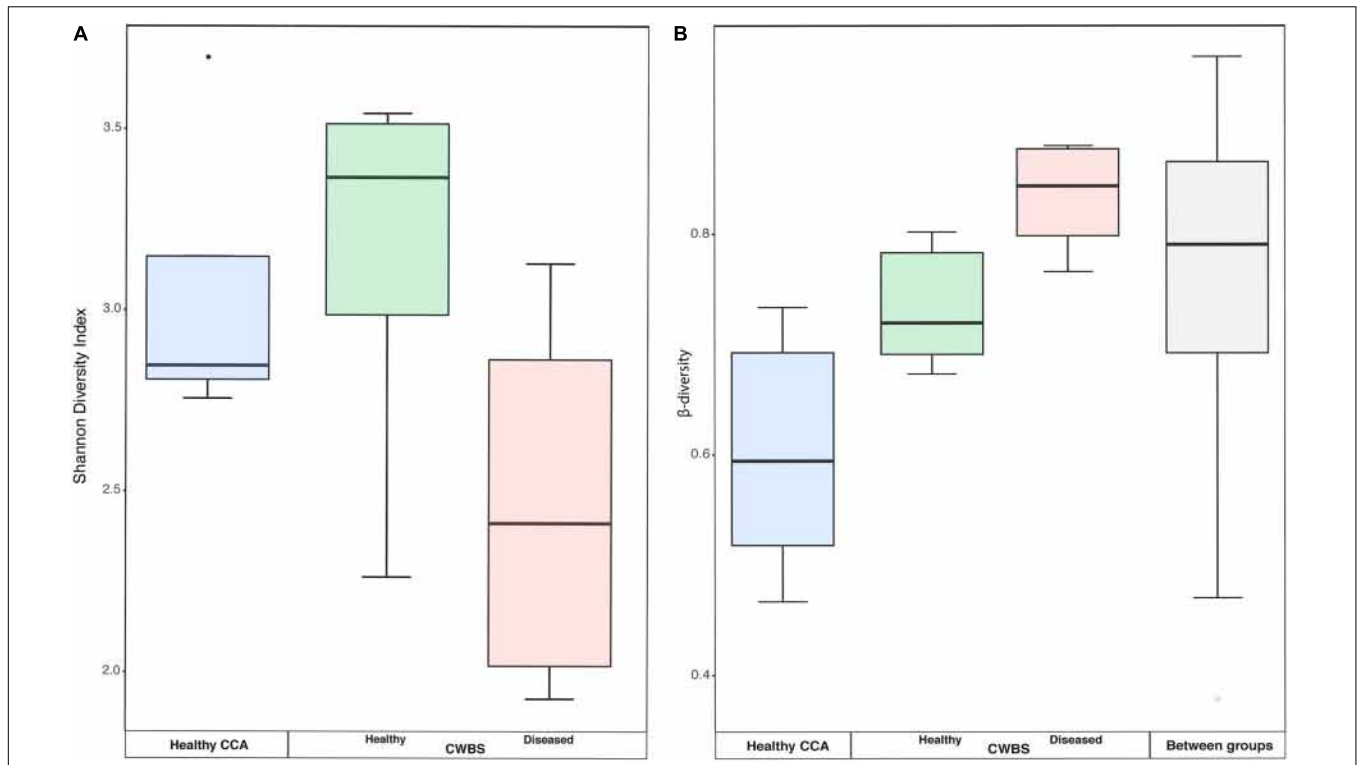 A
Shannon Diversity Index
3.5
3.0
2.5
2.0
Healthy CCA
Healthy
Diseased
CWBS
B
β-diversity
0.8
0.6
0.4
Healthy CCA
Healthy
Diseased
CWBS
Between groups